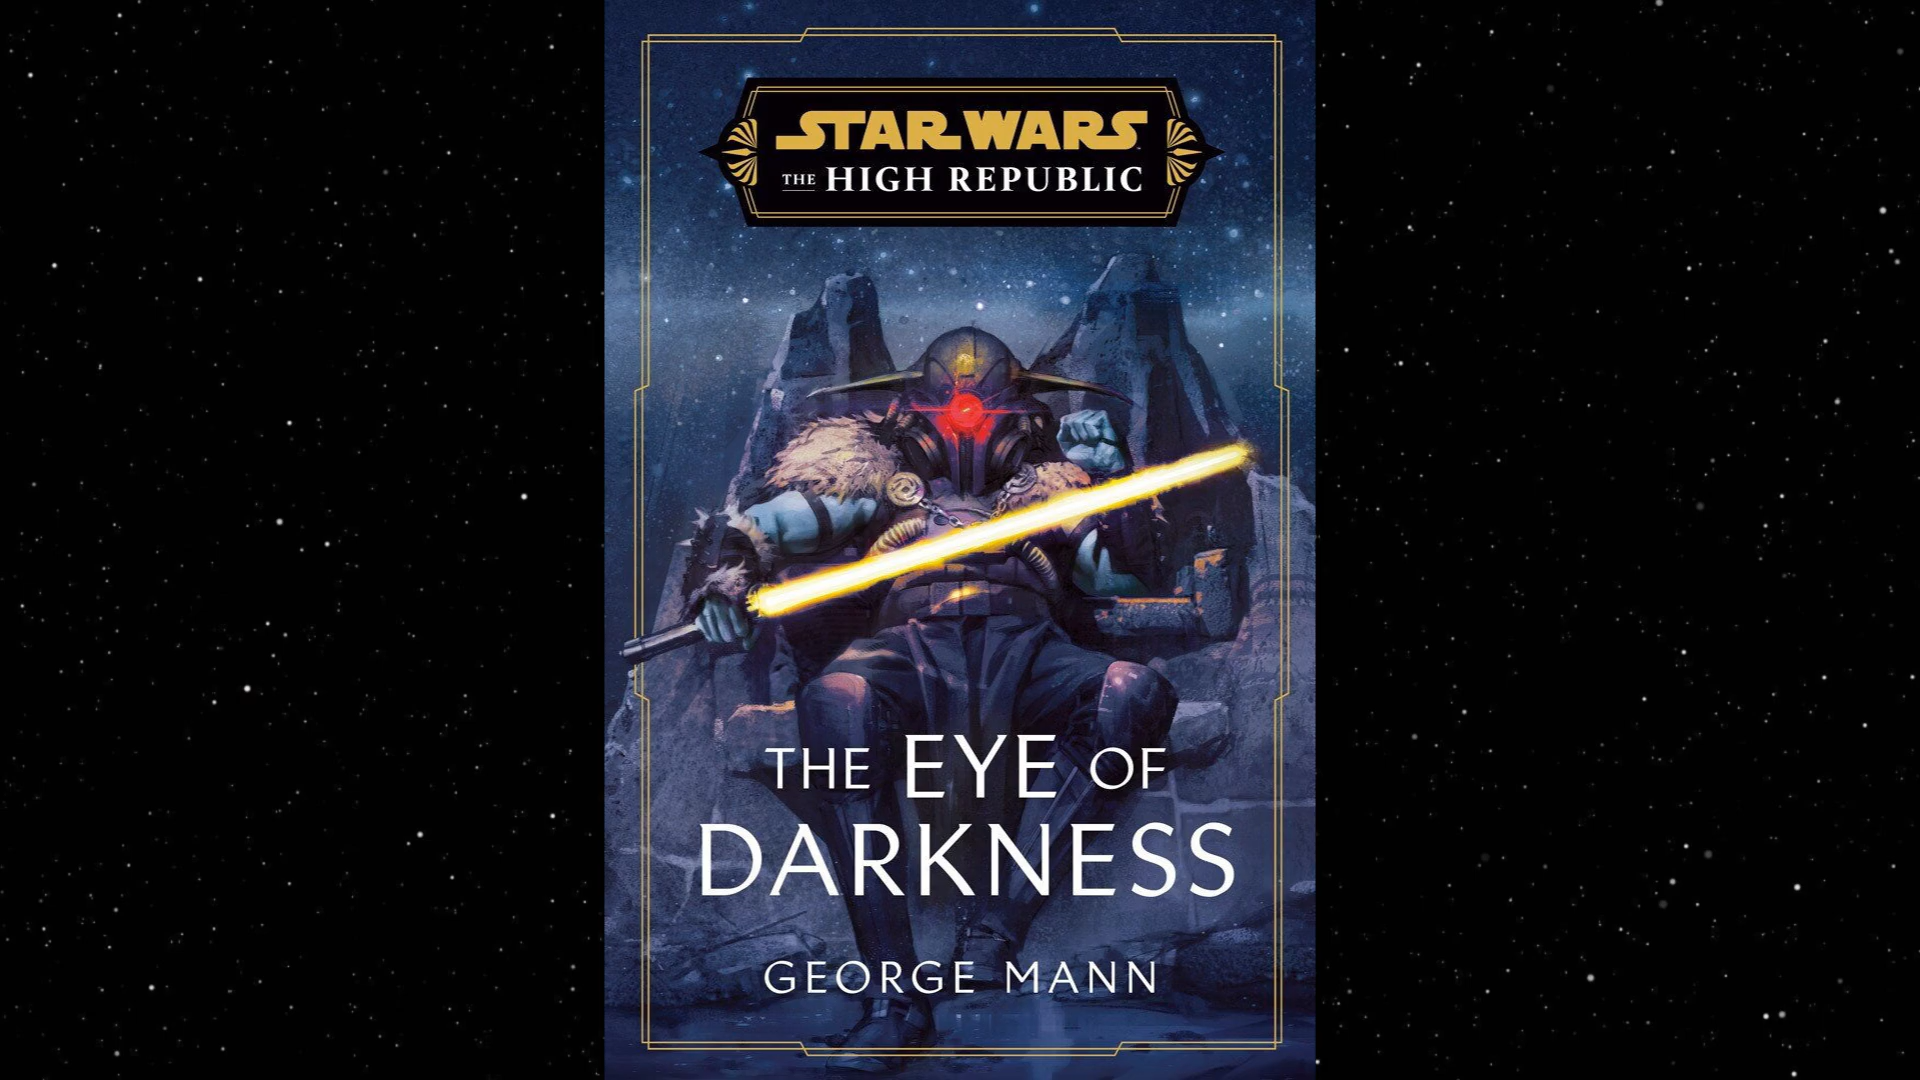 STAR WARS
THE HIGH REPUBLIC
THE EYE OF
DARKNESS
GEORGE MANN